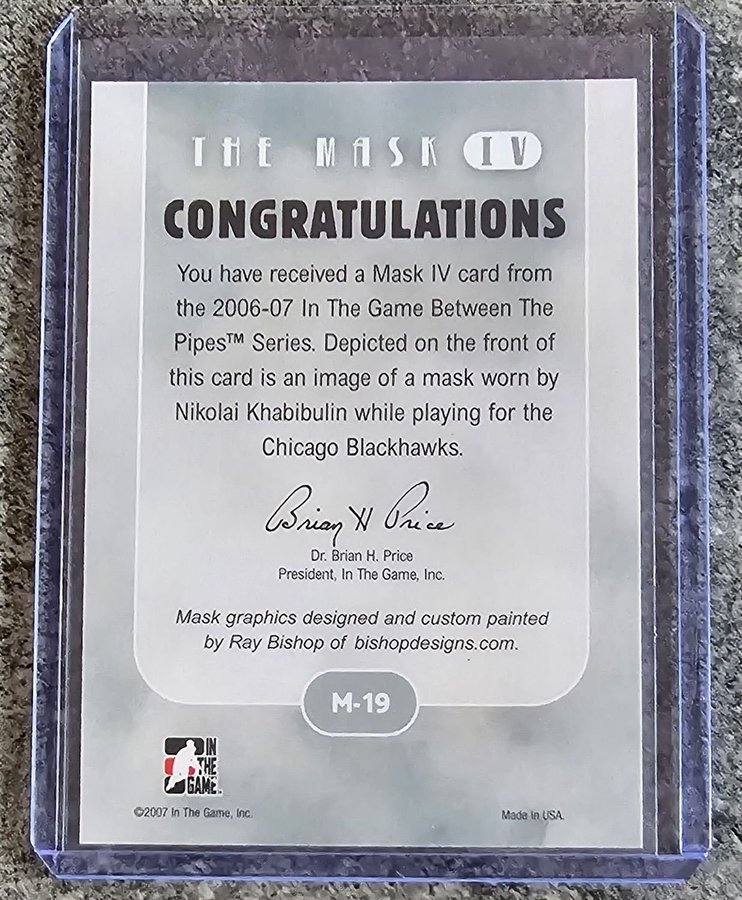 THE MASK IV
CONGRATULATIONS
You have received a Mask IV card from
the 2006-07 In The Game Between The
Pipes™ Series. Depicted on the front of
this card is an image of a mask worn by
Nikolai Khabibulin while playing for the
Chicago Blackhawks.
Brian H Price
Dr. Brian H. Price
President, In The Game, Inc.
Mask graphics designed and custom painted
by Ray Bishop of bishopdesigns.com.
M-19
IN
THE
GAME
©2007 In The Game, Inc.
Made in USA.